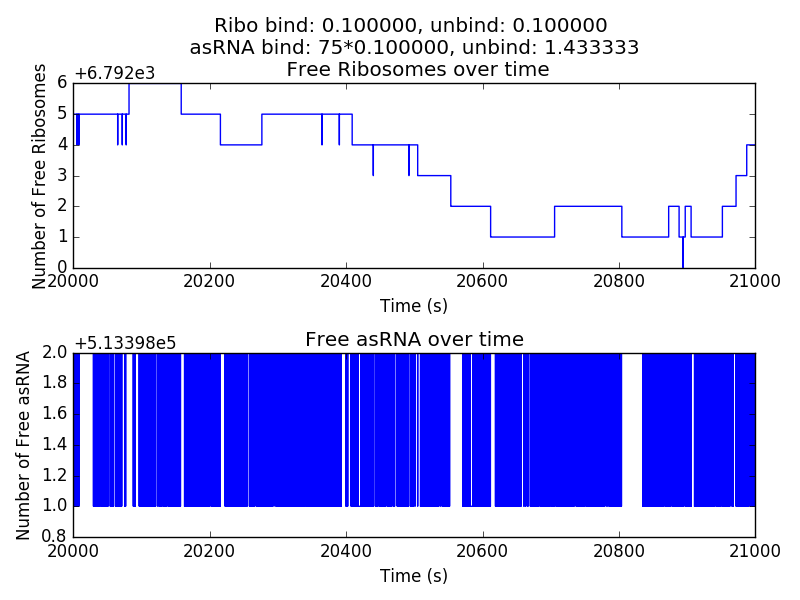 Ribo bind: 0.100000, unbind: 0.100000
asRNA bind: 75*0.100000, unbind: 1.433333
Free Ribosomes over time
+6.792e3
Number of Free Ribosomes
6
5
4
3
2
1
0
20000 20200 20400 20600 20800 21000
Time (s)
Free asRNA over time
+5.13398e5
Number of Free asRNA
2.0
1.8
1.6
1.4
1.2
1.0
0.8
20000 20200 20400 20600 20800 21000
Time (s)